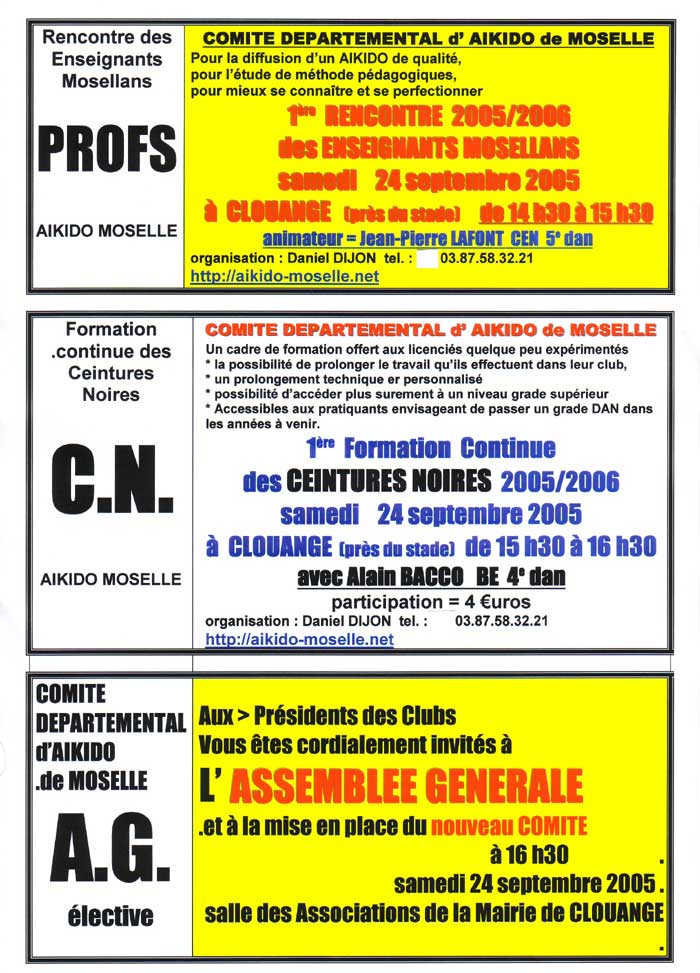 Rencontre des
Enseignants
Mosellans
PROFS
AIKIDO MOSELLE
COMITE DEPARTEMENTAL d' AIKIDO de MOSELLE
Pour la diffusion d'un AIKIDO de qualité,
pour l'étude de méthode pédagogiques,
pour mieux se connaître et se perfectionner
1ère RENCONTRE 2005/2006
des ENSEIGNANTS MOSELLANS
samedi 24 septembre 2005
à CLOUANGE (près du stade) de 14 h30 à 15 h30
animateur = Jean-Pierre LAFONT CEN 5e dan
organisation : Daniel DIJON tel. : 03.87.58.32.21
http://aikido-moselle.net
Formation
.continue des
Ceintures
Noires
C.N.
AIKIDO MOSELLE
COMITE DEPARTEMENTAL d' AIKIDO de MOSELLE
Un cadre de formation offert aux licenciés quelque peu expérimentés
* la possibilité de prolonger le travail qu'ils effectuent dans leur club,
* un prolongement technique er personnalisé
* possibilité d'accéder plus surement à un niveau grade supérieur
* Accessibles aux pratiquants envisageant de passer un grade DAN dans
les années à venir.
1ère Formation Continue
des CEINTURES NOIRES 2005/2006
samedi 24 septembre 2005
à CLOUANGE (près du stade) de 15 h30 à 16 h30
avec Alain BACCO BE 4e dan
participation = 4 €uros
organisation : Daniel DIJON tel. : 03.87.58.32.21
http://aikido-moselle.net
COMITE
DEPARTEMENTAL
d'AIKIDO
.de MOSELLE
A.G.
élective
Aux > Présidents des Clubs
Vous êtes cordialement invités à
L' ASSEMBLEE GENERALE
.et à la mise en place du nouveau COMITE
à 16 h30 .
samedi 24 septembre 2005 .
salle des Associations de la Mairie de CLOUANGE
.